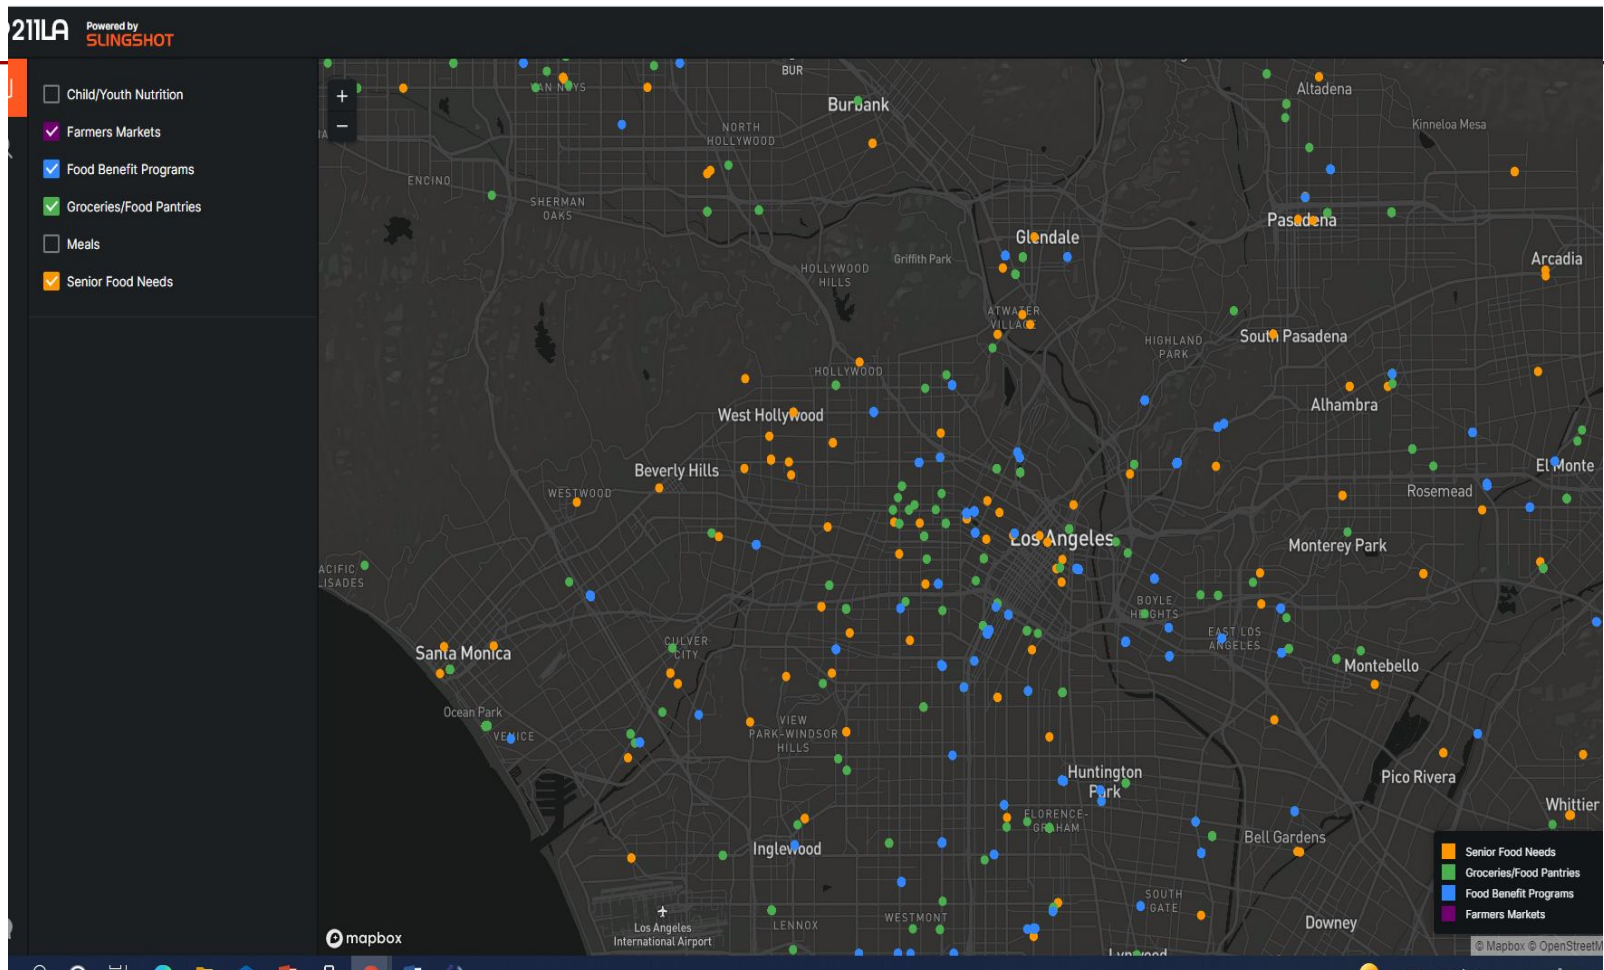 211LA
Powered by
SLINGSHOT
Child/Youth Nutrition
Farmers Markets
Food Benefit Programs
Groceries/Food Pantries
Meals
Senior Food Needs
+
−
BUR
VAN NUYS
Burbank
Altadena
NORTH
HOLLYWOOD
Kinneloa Mesa
ENCINO
SHERMAN
OAKS
Pasadena
Glendale
Griffith Park
Arcadia
HOLLYWOOD
HILLS
ATWATER
VILLAGE
HIGHLAND
PARK
South Pasadena
HOLLYWOOD
West Hollywood
Alhambra
Beverly Hills
El Monte
WESTWOOD
Rosemead
Los Angeles
Monterey Park
ACIFIC
LISADES
BOYLE
HEIGHTS
EAST LOS
ANGELES
CULVER
CITY
Santa Monica
Montebello
Ocean Park
VENICE
VIEW
PARK-WINDSOR
HILLS
Huntington
Park
Pico Rivera
Whittier
FLORENCE-
GRAHAM
Bell Gardens
Inglewood
SOUTH
GATE
Los Angeles
International Airport
LENNOX
WESTMONT
Downey
Lynwood
Senior Food Needs
Groceries/Food Pantries
Food Benefit Programs
Farmers Markets
mapbox
© Mapbox © OpenStreetM